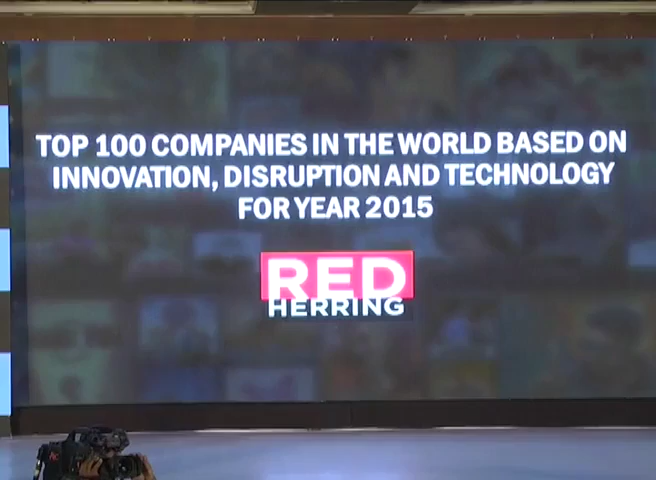 TOP 100 COMPANIES IN THE WORLD BASED ON
INNOVATION, DISRUPTION AND TECHNOLOGY
FOR YEAR 2015
RED
HERRING